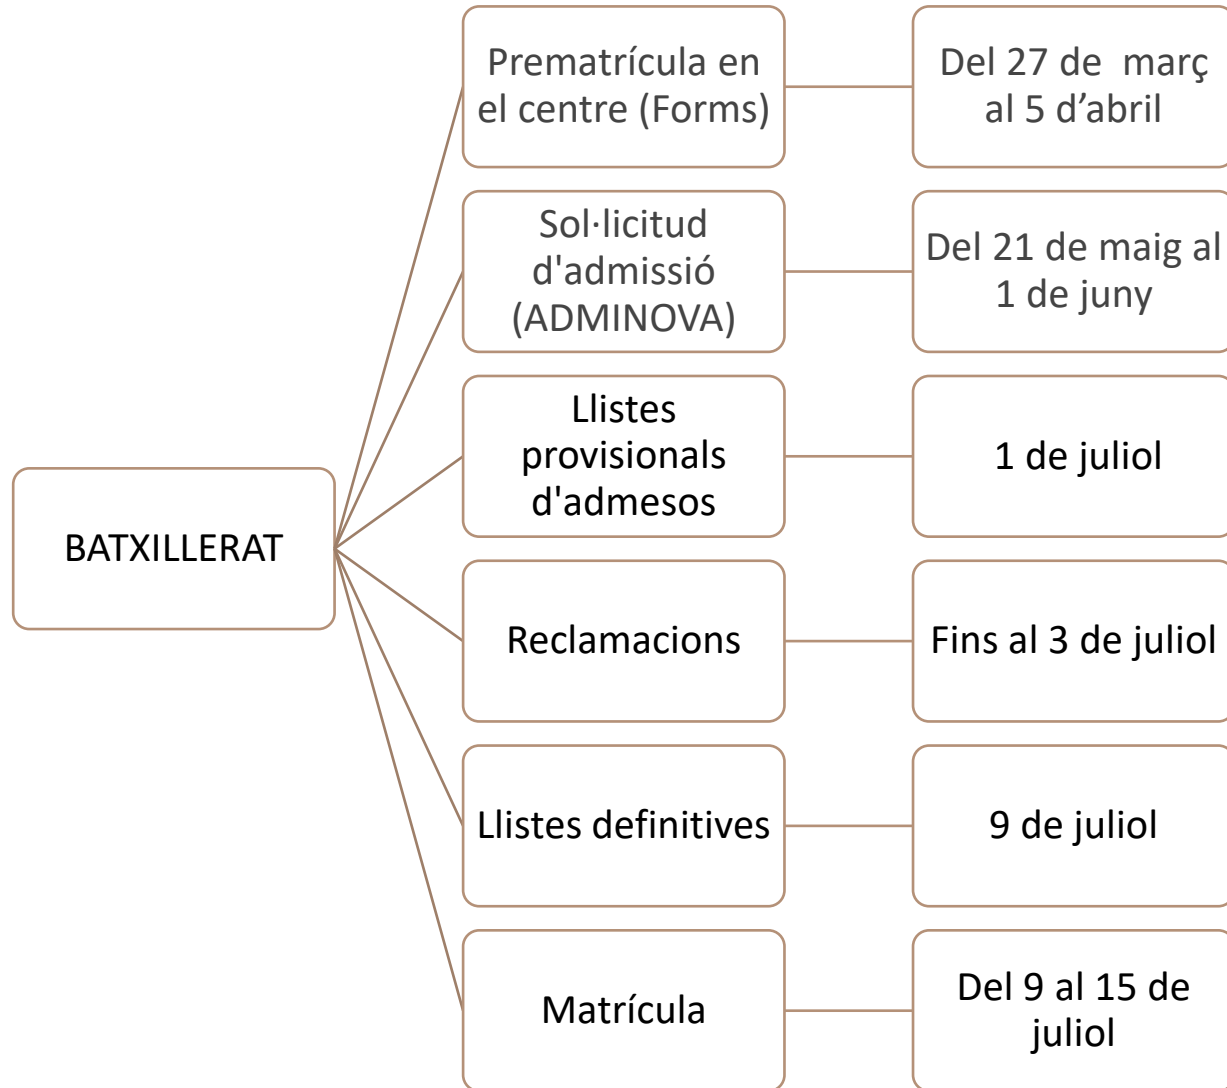 Prematrícula en
el centre (Forms)
Del 27 de  març
al 5 d’abril
Sol·licitud
d'admissió
(ADMINOVA)
Del 21 de maig al
1 de juny
Llistes
provisionals
d'admesos
1 de juliol
BATXILLERAT
Reclamacions
Fins al 3 de juliol
Llistes definitives
9 de juliol
Matrícula
Del 9 al 15 de
juliol